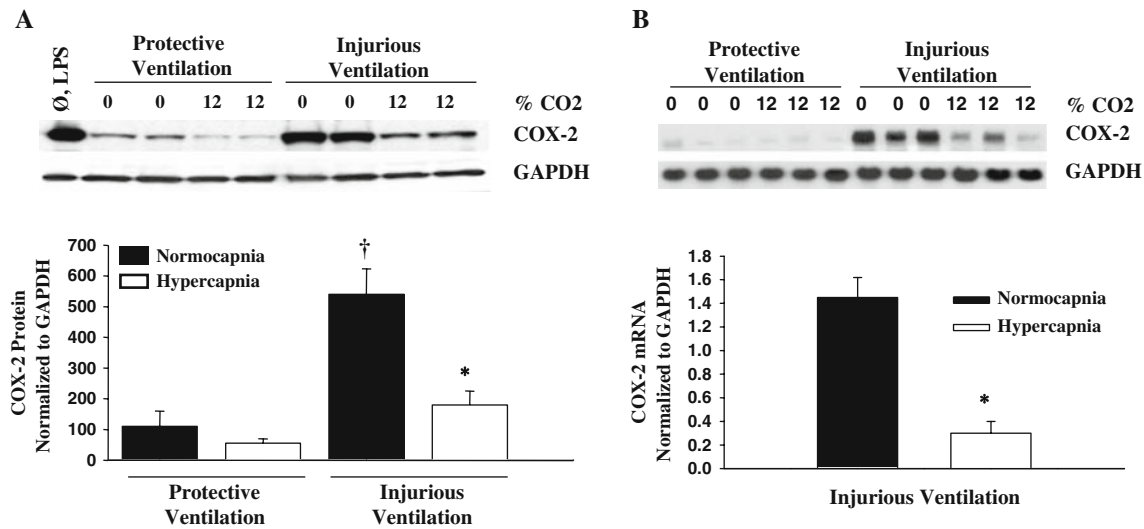 A
Ø, LPS
Protective
Ventilation
Injurious
Ventilation
0 0 12 12 0 0 12 12 % CO2
COX-2
GAPDH
COX-2 Protein
Normalized to GAPDH
700
600
500
400
300
200
100
0
Normocapnia
Hypercapnia
†
*
Protective
Ventilation
Injurious
Ventilation
B
Protective
Ventilation
Injurious
Ventilation
0 0 0 12 12 12 0 0 0 12 12 12 % CO2
COX-2
GAPDH
COX-2 mRNA
Normalized to GAPDH
1.8
1.6
1.4
1.2
1.0
0.8
0.6
0.4
0.2
0.0
Normocapnia
Hypercapnia
*
Injurious Ventilation